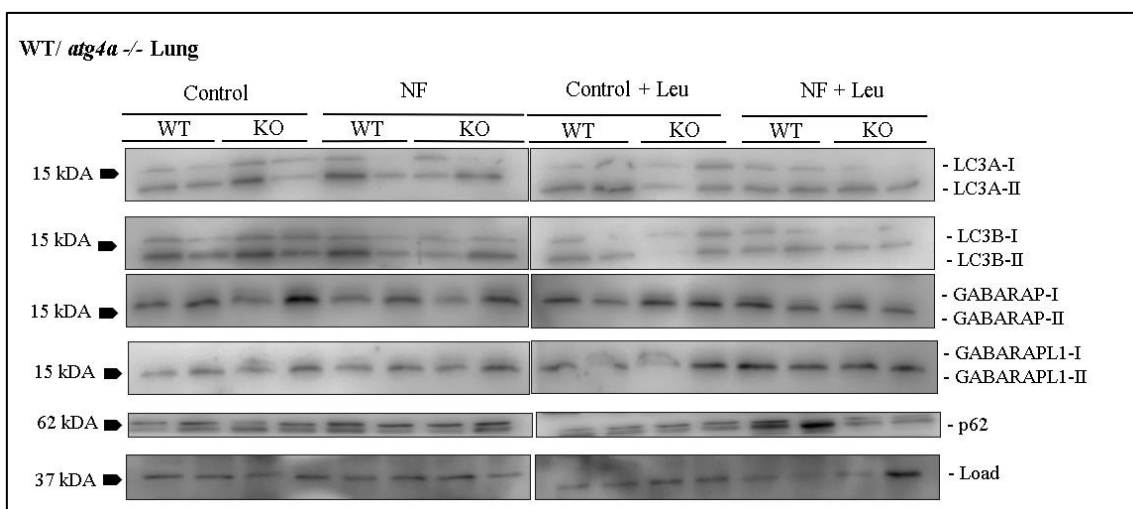 WT/ atg4a -/- Lung
Control NF Control + Leu NF + Leu
WT KO WT KO WT KO WT KO
15 kDA - LC3A-I
- LC3A-II
15 kDA - LC3B-I
- LC3B-II
15 kDA - GABARAP-I
- GABARAP-II
15 kDA - GABARAPL1-I
- GABARAPL1-II
62 kDA - p62
37 kDA - Load